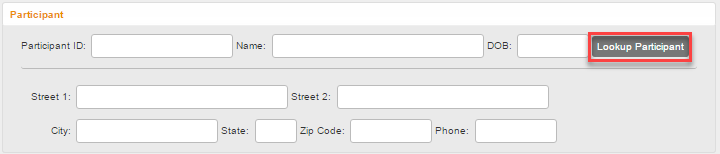 Participant
Participant ID: Name: DOB: Lookup Participant
Street 1: Street 2:
City: State: Zip Code: Phone: